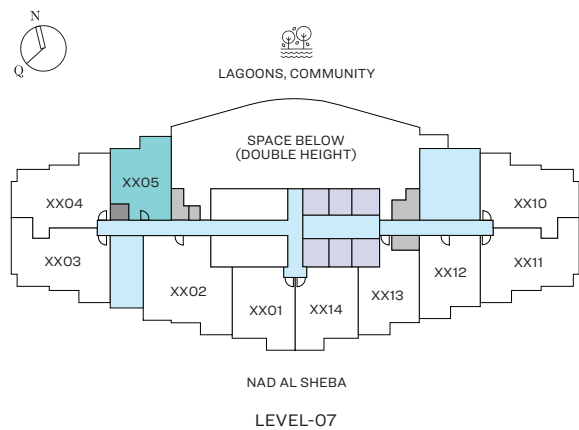 N
Q
LAGOONS, COMMUNITY
SPACE BELOW
(DOUBLE HEIGHT)
XX05
XX04
XX10
XX03
XX02
XX01
XX14
XX13
XX12
XX11
NAD AL SHEBA
LEVEL-07